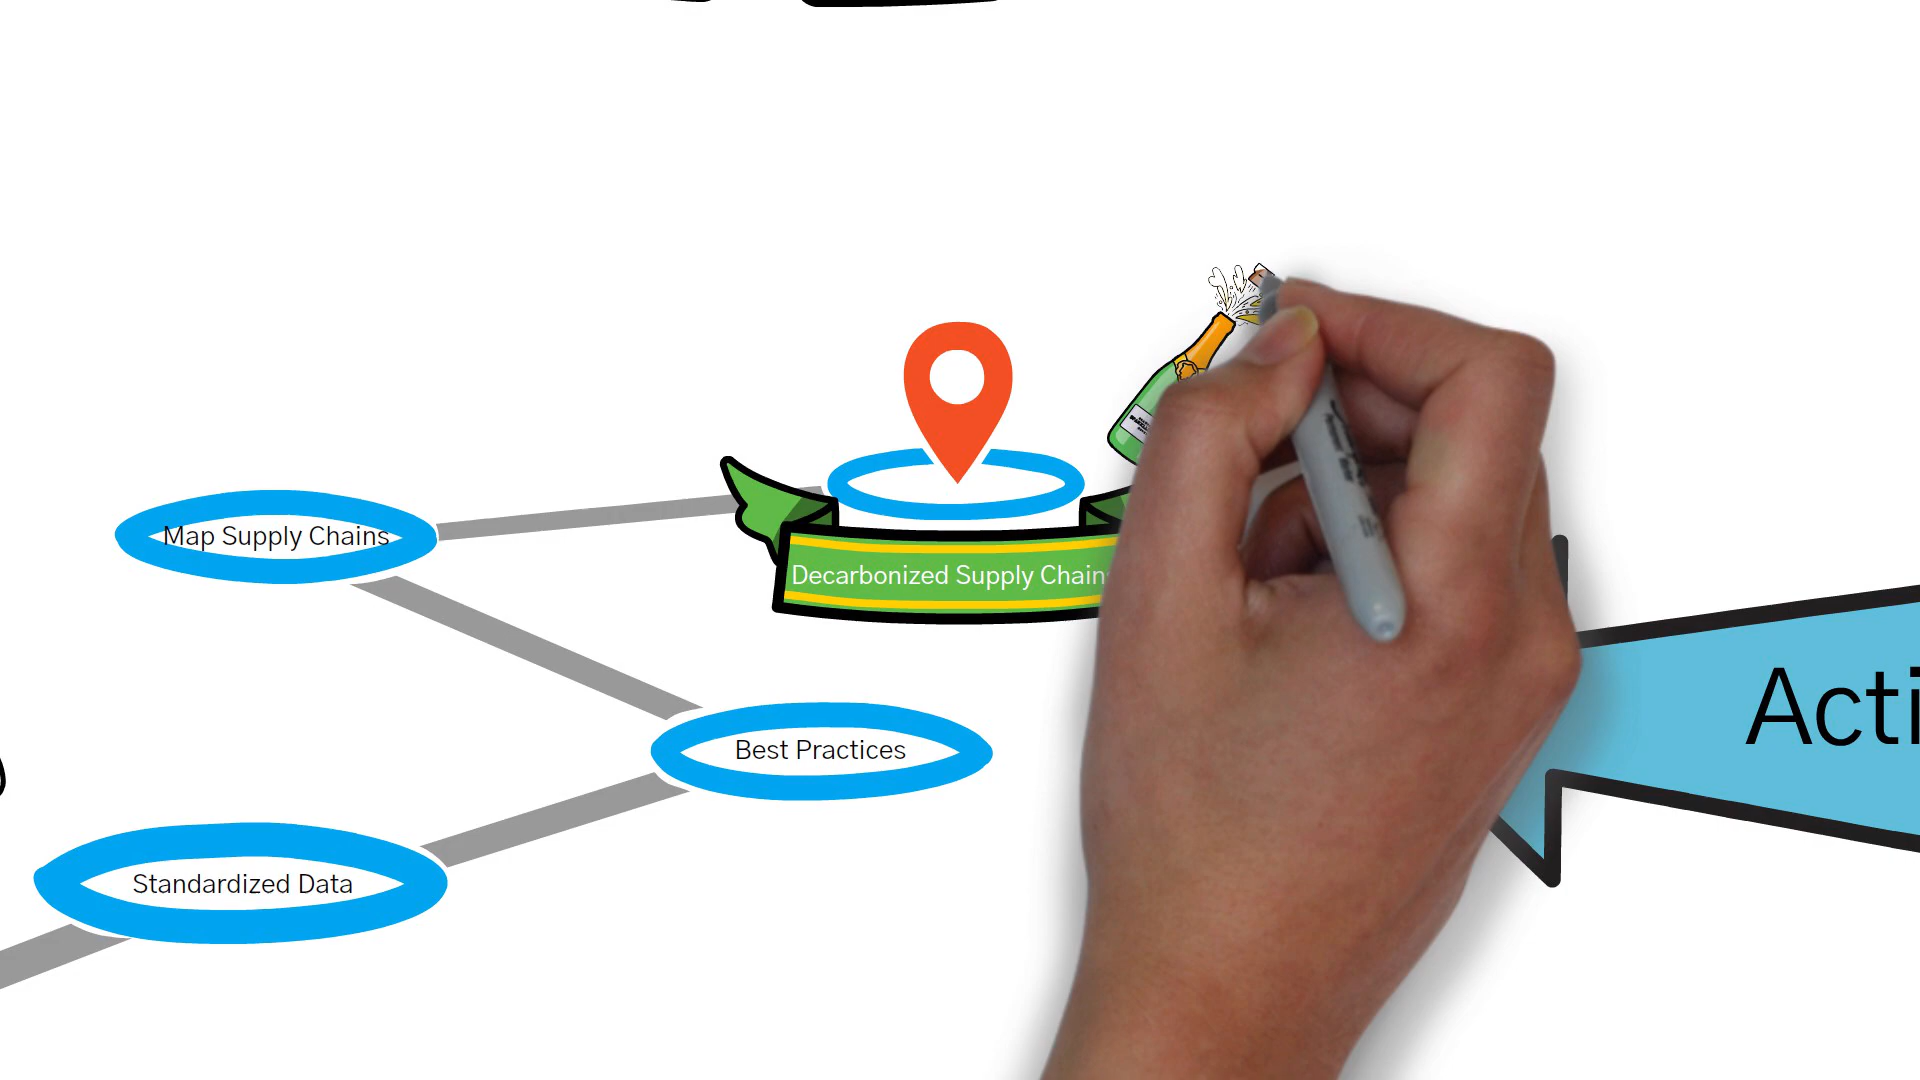 Map Supply Chains
Decarbonized Supply Chain
Best Practices
Acti
Standardized Data